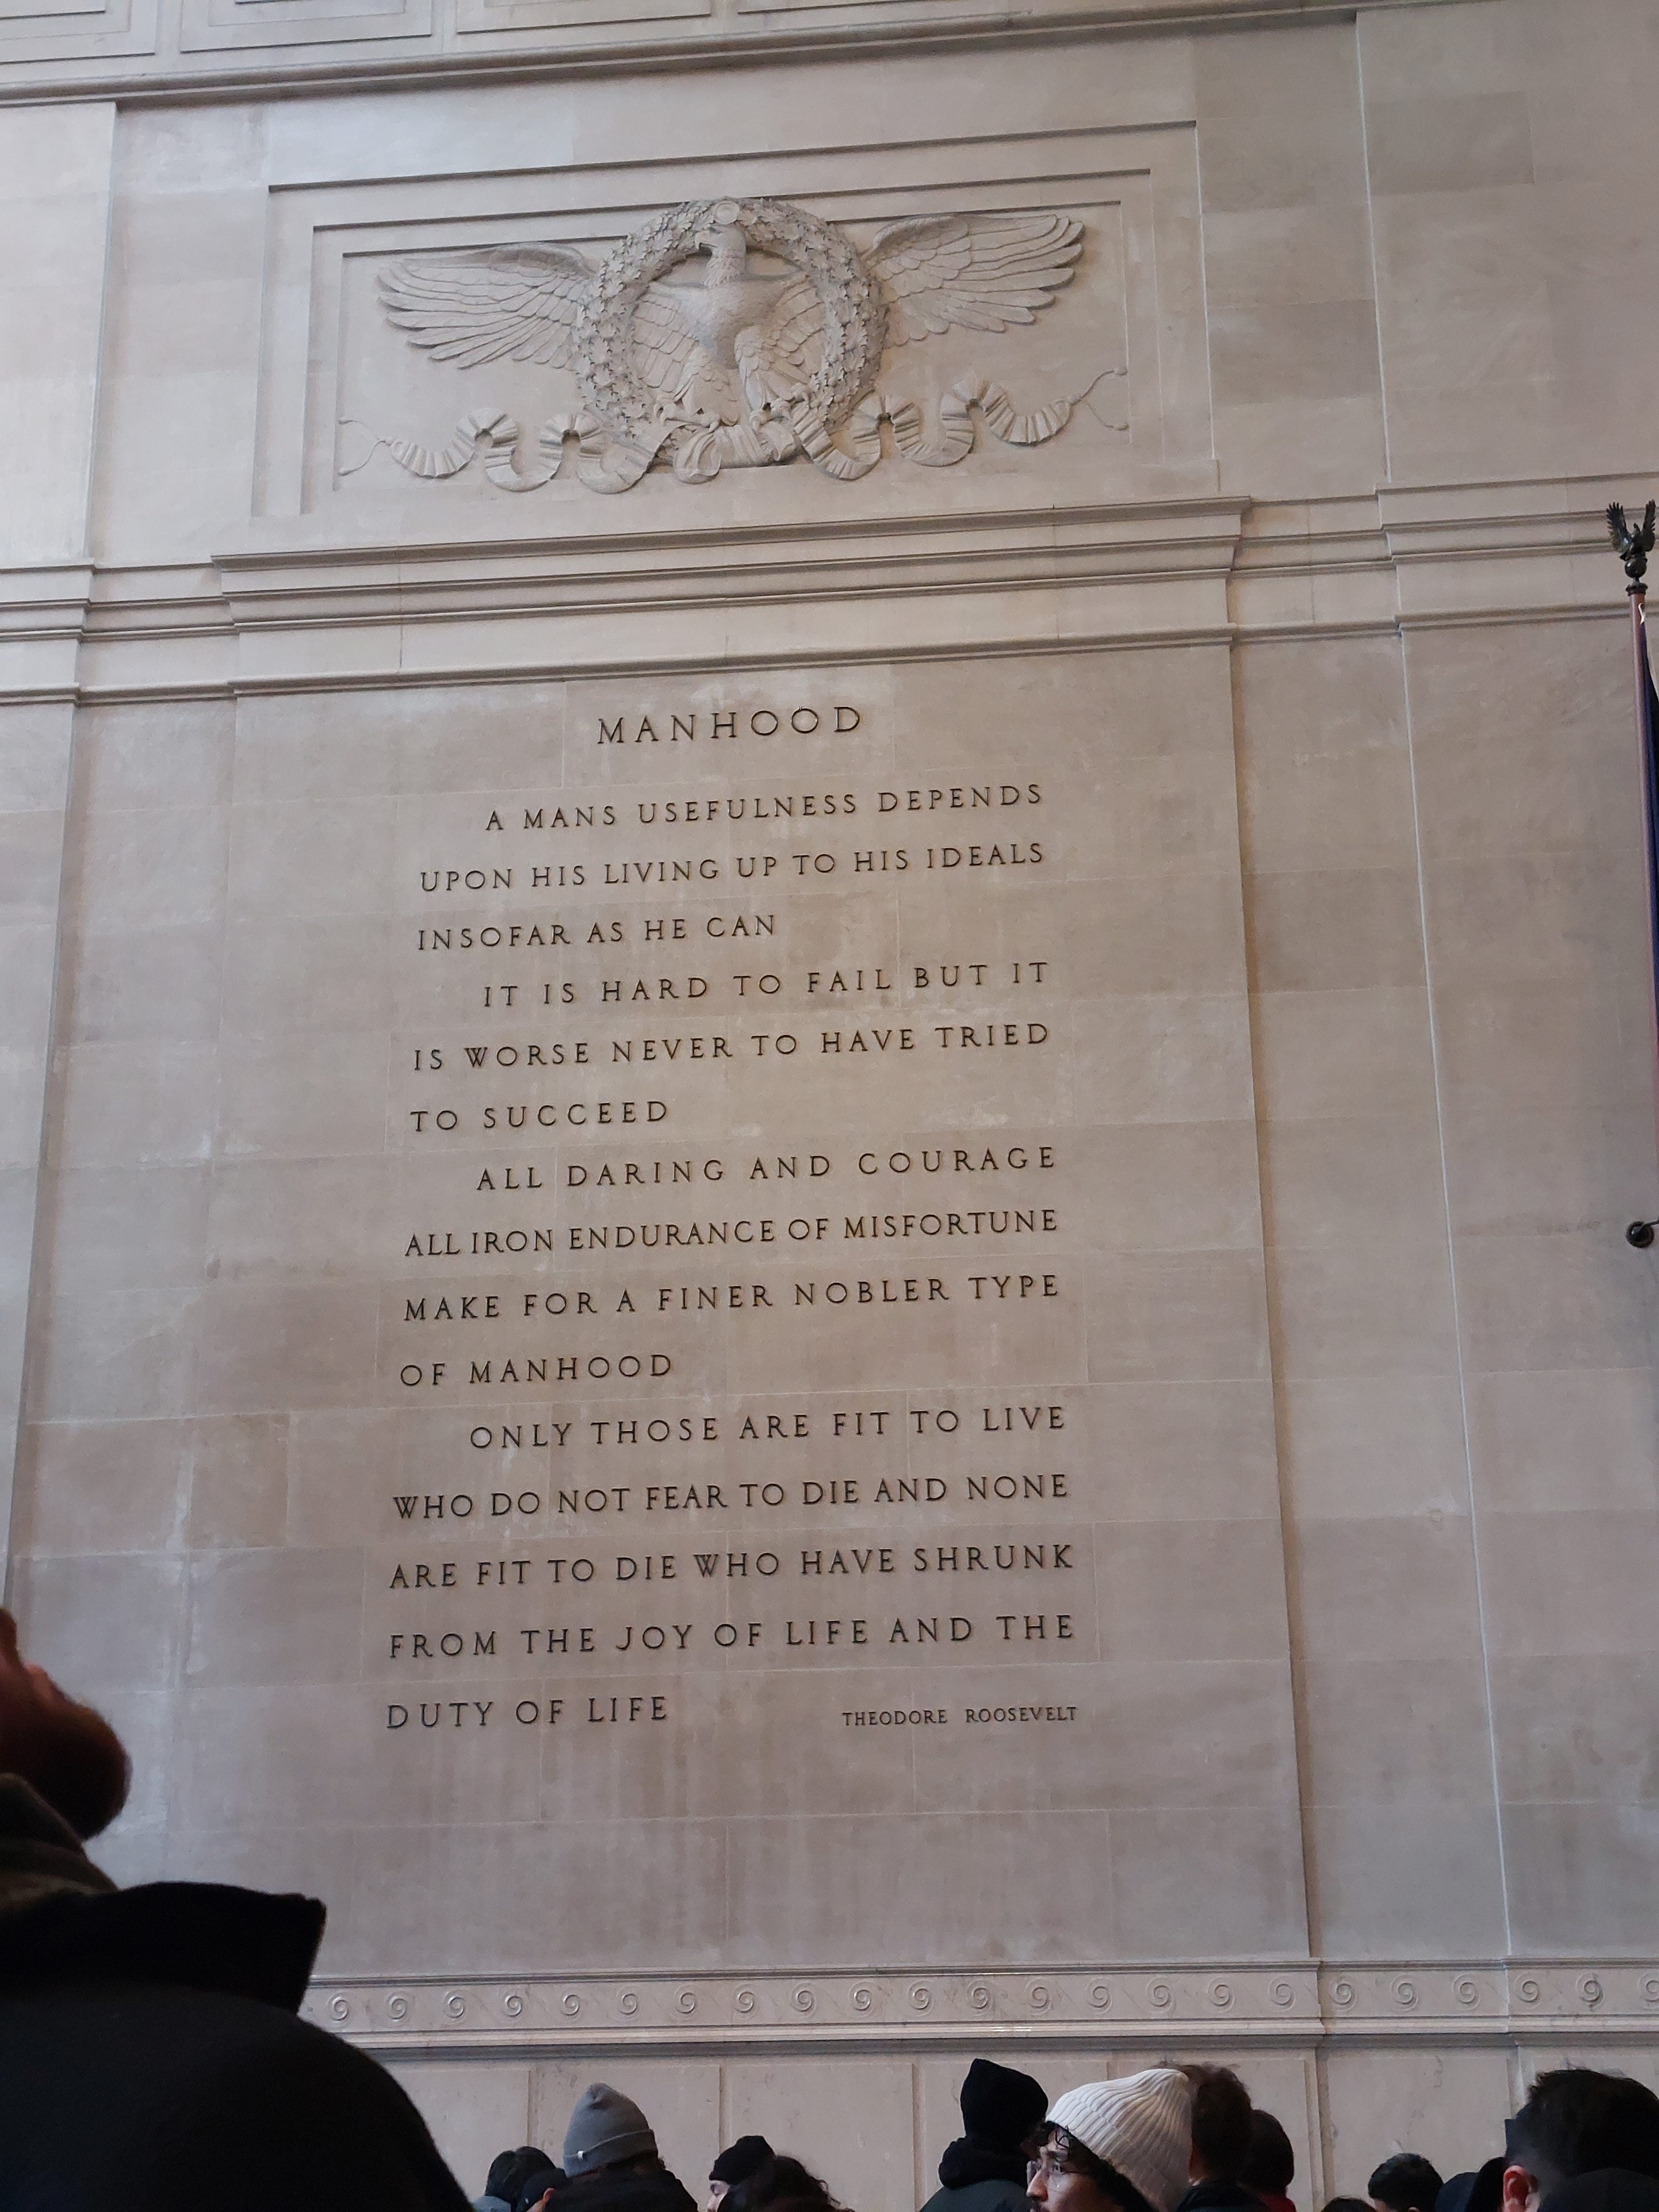 MANHOOD
A MANS USEFULNESS DEPENDS
UPON HIS LIVING UP TO HIS IDEALS
INSOFAR AS HE CAN
IT IS HARD TO FAIL BUT IT
IS WORSE NEVER TO HAVE TRIED
TO SUCCEED
ALL DARING AND COURAGE
ALL IRON ENDURANCE OF MISFORTUNE
MAKE FOR A FINER NOBLER TYPE
OF MANHOOD
ONLY THOSE ARE FIT TO LIVE
WHO DO NOT FEAR TO DIE AND NONE
ARE FIT TO DIE WHO HAVE SHRUNK
FROM THE JOY OF LIFE AND THE
DUTY OF LIFE THEODORE ROOSEVELT